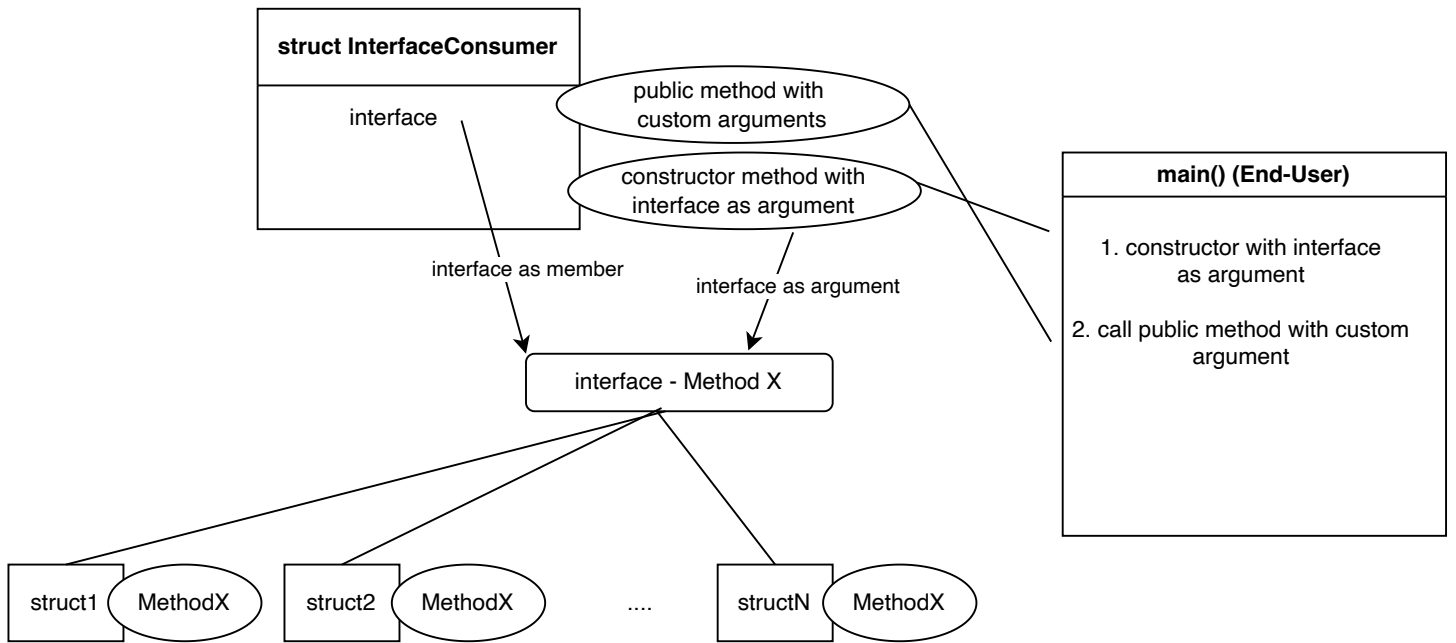 struct InterfaceConsumer
interface
public method with
custom arguments
constructor method with
interface as argument
main() (End-User)
1. constructor with interface
as argument
2. call public method with custom
argument
interface as member
interface as argument
interface - Method X
struct1
MethodX
struct2
MethodX
....
structN
MethodX